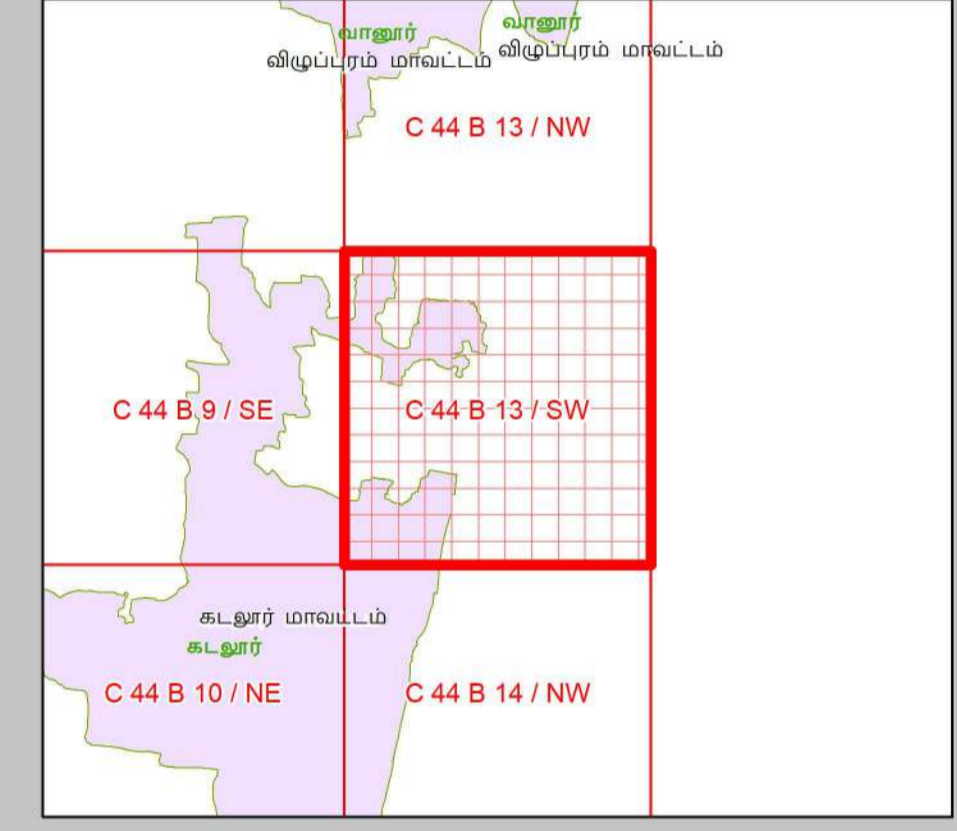 வானூர்
விழுப்புரம் மாவட்டம்
வானூர்
விழுப்புரம் மாவட்டம்
C 44 B 13 / NW
C 44 B 9 / SE
C 44 B 13 / SW
கடலூர் மாவட்டம்
கடலூர்
C 44 B 10 / NE
C 44 B 14 / NW